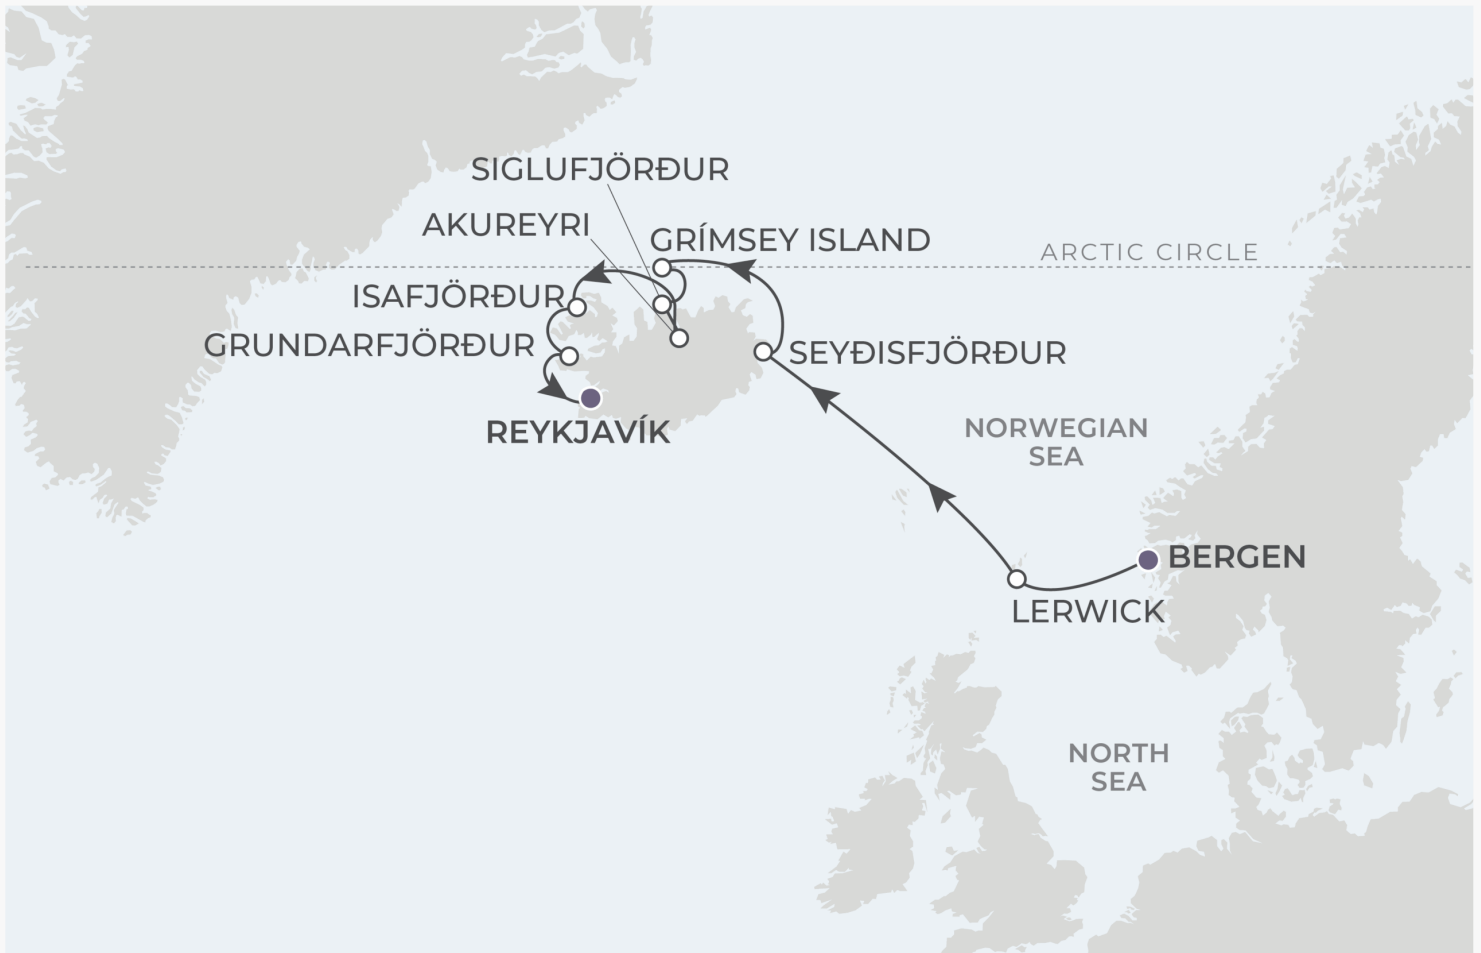 SIGLUFJÖRÐUR
AKUREYRI
GRÍMSEY ISLAND
ARCTIC CIRCLE
ISAFJÖRÐUR
GRUNDARFJÖRÐUR
SEYÐISFJÖRÐUR
REYKJAVÍK
NORWEGIAN
SEA
BERGEN
LERWICK
NORTH
SEA